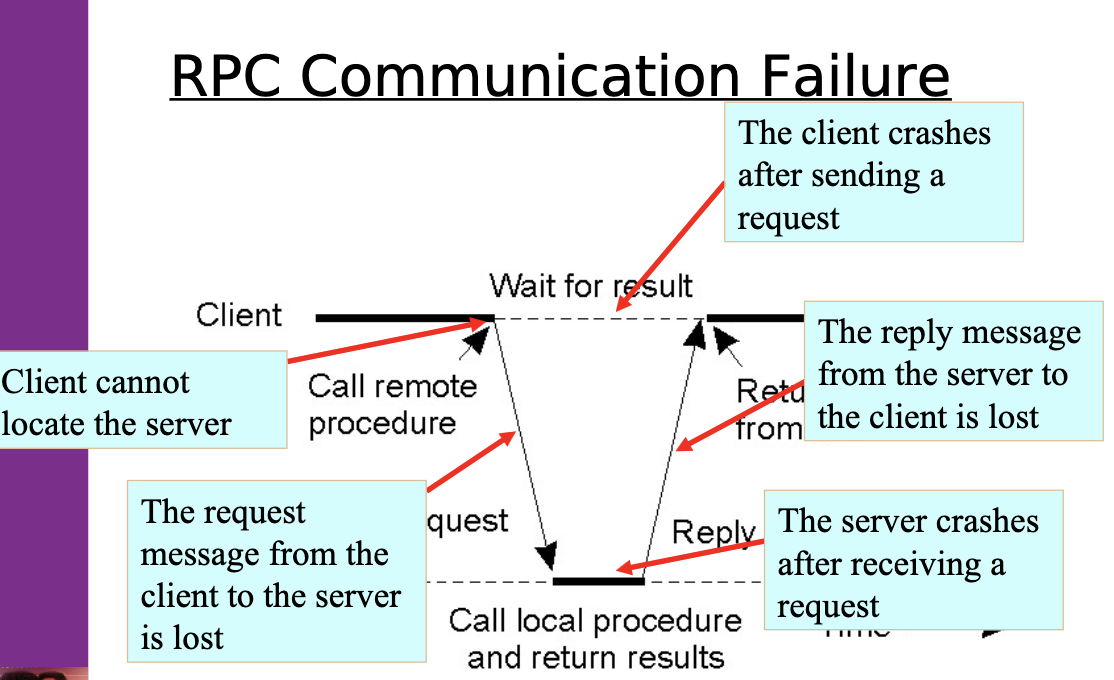 RPC Communication Failure
The client crashes
after sending a
request
Wait for result
Client
The reply message
from the server to
the client is lost
Client cannot
locate the server
Call remote
procedure
from
The request
message from the
client to the server
is lost
Reply
The server crashes
after receiving a
request
Call local procedure
and return results